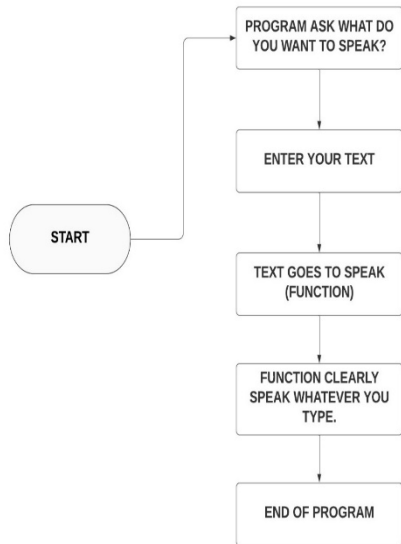 PROGRAM ASK WHAT DO
YOU WANT TO SPEAK?
ENTER YOUR TEXT
START
TEXT GOES TO SPEAK
(FUNCTION)
FUNCTION CLEARLY
SPEAK WHATEVER YOU
TYPE.
END OF PROGRAM